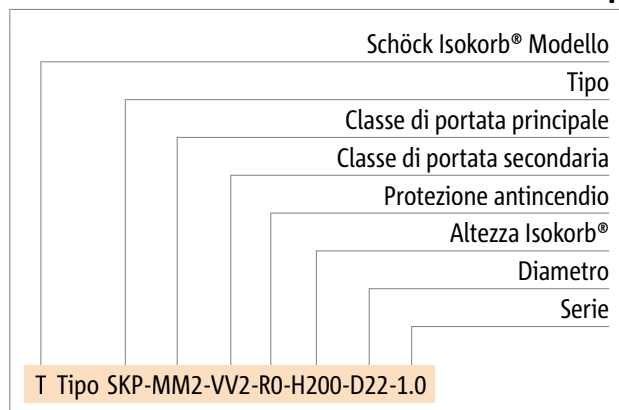 Schöck Isokorb® Modello
Tipo
Classe di portata principale
Classe di portata secondaria
Protezione antincendio
Altezza Isokorb®
Diametro
Serie
T Tipo SKP-MM2-VV2-R0-H200-D22-1.0